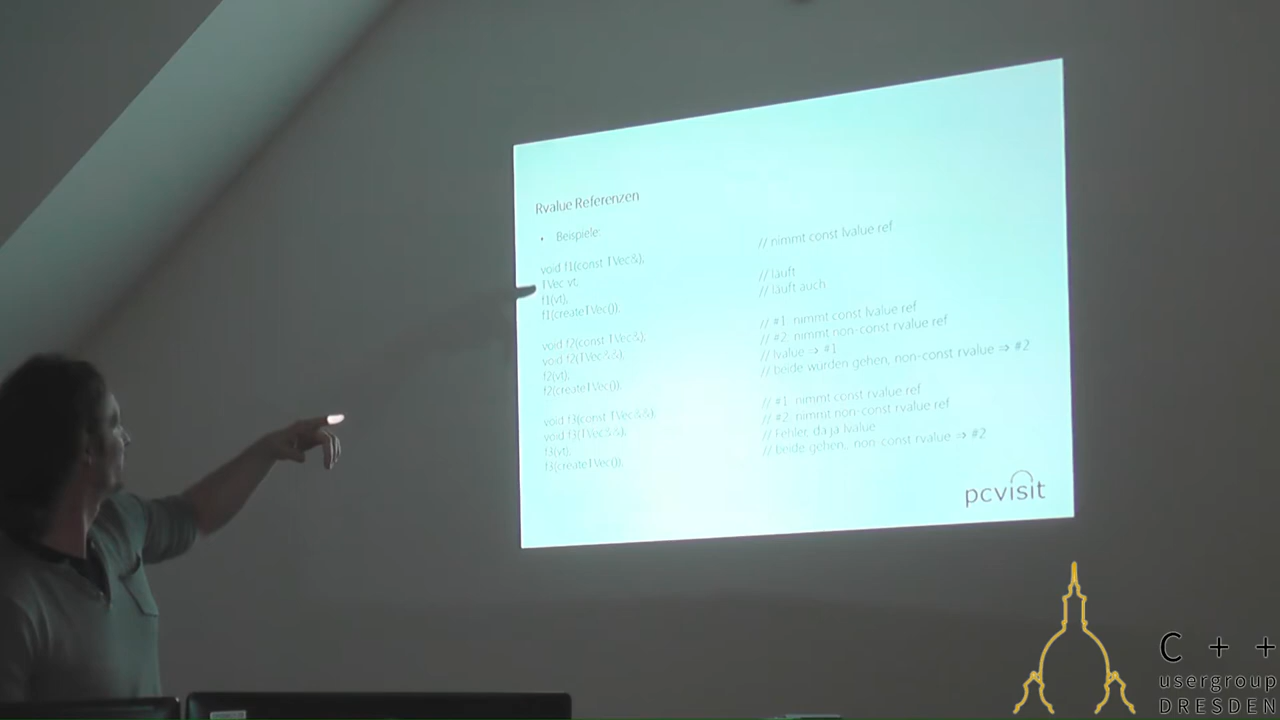 Rvalue Referenzen
• Beispiele:
void f1(const TVec&); // nimmt const lvalue ref
TVec vt;
f1(vt); // läuft
f1(createTVec()); // läuft auch
void f2(const TVec&); // #1 nimmt const lvalue ref
void f2(TVec&&); // #2 nimmt non-const rvalue ref
f2(vt); // lvalue => #1
f2(createTVec()); // beide würden gehen, non-const rvalue => #2
void f3(const TVec&&); // #1 nimmt const rvalue ref
void f3(TVec&&); // #2 nimmt non-const rvalue ref
f3(vt); // Fehler, da ja lvalue
f3(createTVec()); // beide gehen, non-const rvalue => #2
pcvisit
C + +
usergroup
DRESDEN